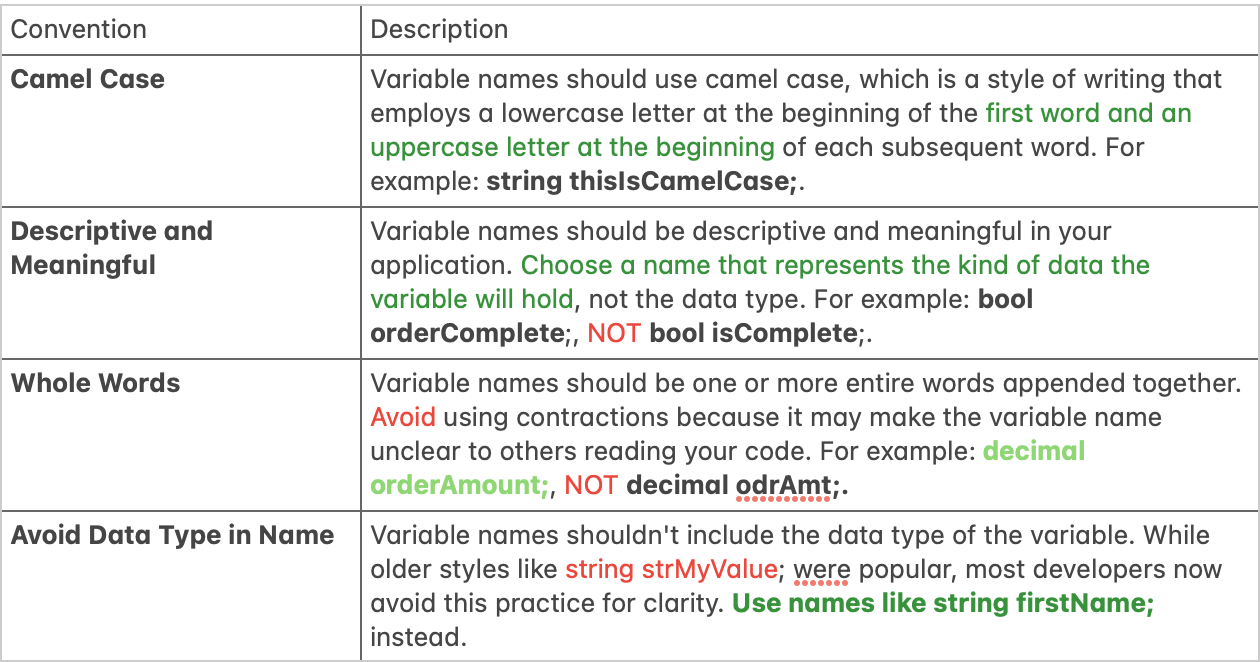 Convention Description
Camel Case
Variable names should use camel case, which is a style of writing that
employs a lowercase letter at the beginning of the first word and an
uppercase letter at the beginning of each subsequent word. For
example: string thisIsCamelCase;.
Descriptive and
Meaningful
Variable names should be descriptive and meaningful in your
application. Choose a name that represents the kind of data the
variable will hold, not the data type. For example: bool
orderComplete;, NOT bool isComplete;.
Whole Words
Variable names should be one or more entire words appended together.
Avoid using contractions because it may make the variable name
unclear to others reading your code. For example: decimal
orderAmount;, NOT decimal odrAmt;.
Avoid Data Type in Name
Variable names shouldn't include the data type of the variable. While
older styles like string strMyValue; were popular, most developers now
avoid this practice for clarity. Use names like string firstName;
instead.